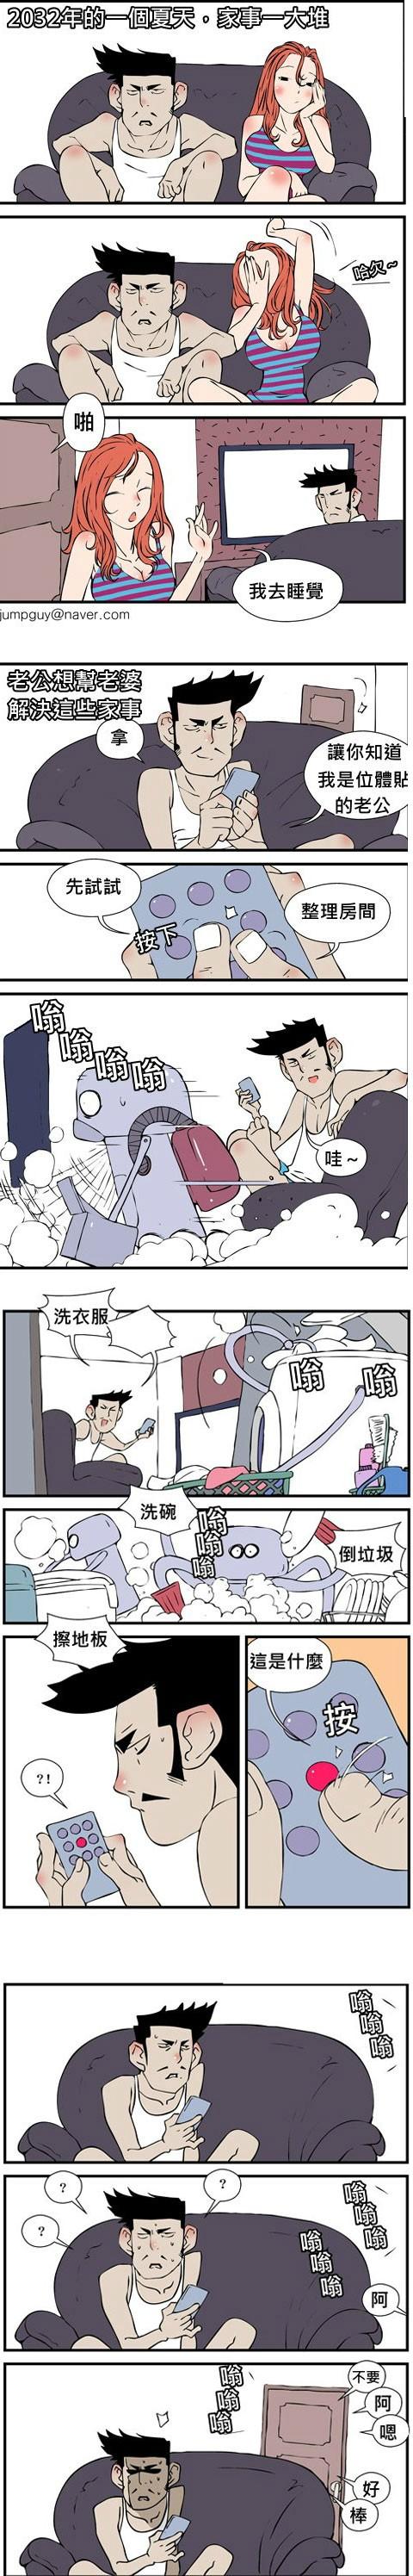 2032年的一個夏天，家事一大堆
哈欠~
啪
我去睡覺
jumpguy@naver.com
老公想幫老婆
解決這些家事
拿
讓你知道
我是位體貼
的老公
先試試
按下
整理房間
嗡
嗡
嗡
嗡
哇~
洗衣服
嗡
嗡
洗碗
嗡
嗡
嗡
倒垃圾
擦地板
?!
這是什麼
按
嗡
嗡
嗡
?
?
?
嗡
嗡
嗡
嗡
嗡
嗡
阿
嗡
嗡
嗡
不要
阿
嗯
好
棒